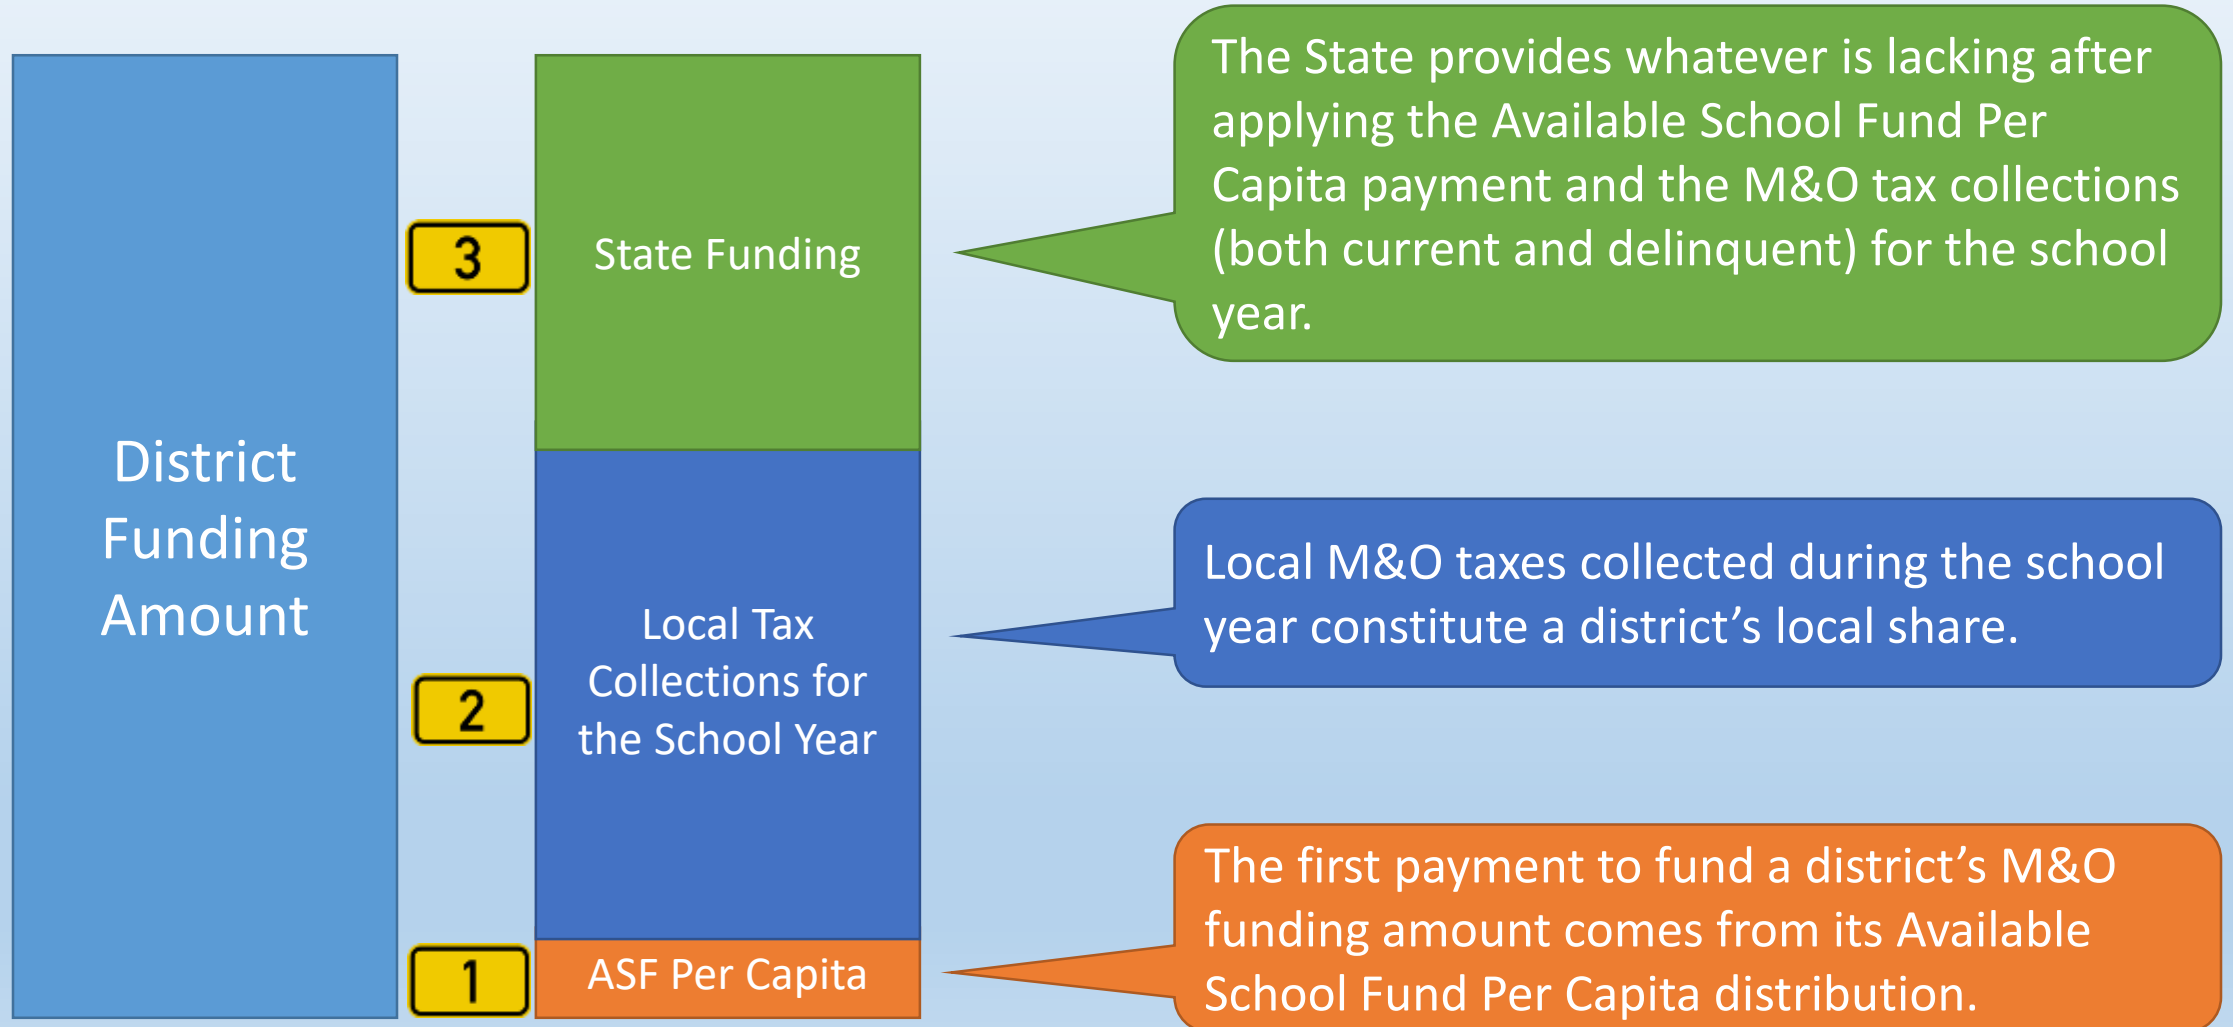 District
Funding
Amount
3
State Funding
The State provides whatever is lacking after
applying the Available School Fund Per
Capita payment and the M&O tax collections
(both current and delinquent) for the school
year.
2
Local Tax
Collections for
the School Year
Local M&O taxes collected during the school
year constitute a district’s local share.
1
ASF Per Capita
The first payment to fund a district’s M&O
funding amount comes from its Available
School Fund Per Capita distribution.